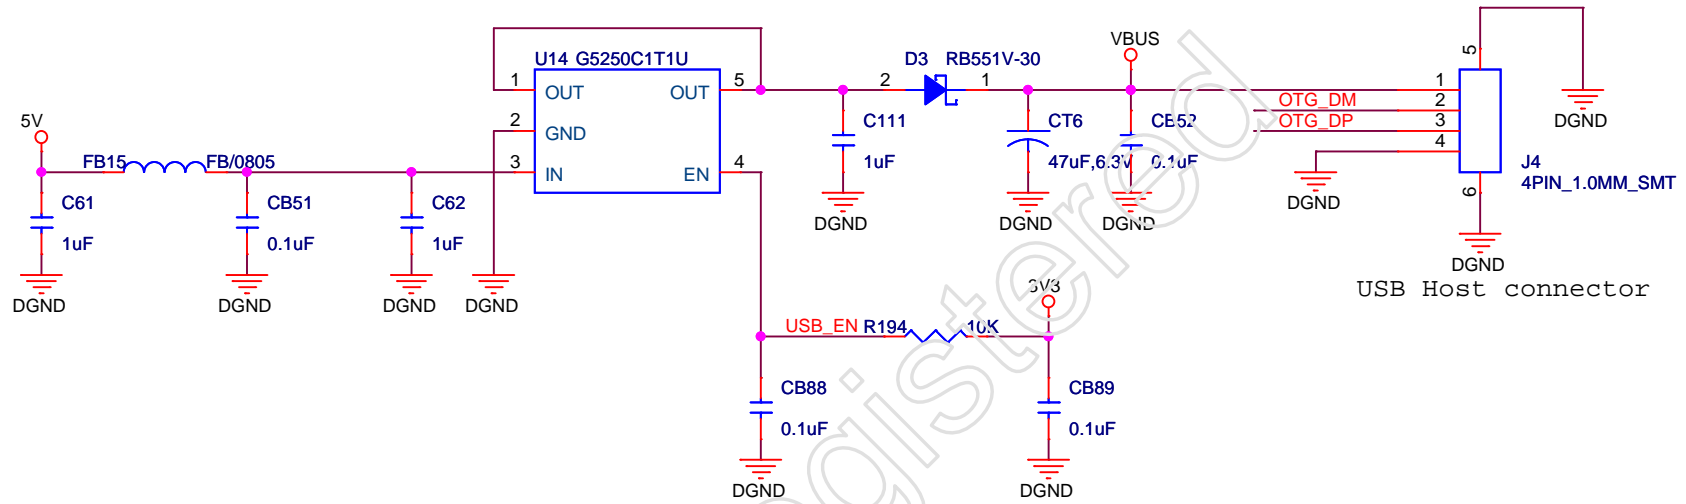 VBUS
U14 G5250C1T1U
D3 RB551V-30
1
OUT
OUT
5
2
1
1
2
GND
OTG_DM
2
5V
C111
CT6
CB52
OTG_DP
3
DGND
3
IN
EN
4
1uF
47uF,6.3V
0.1uF
4
5
FB15
FB/0805
J4
4PIN_1.0MM_SMT
6
C61
CB51
C62
DGND
DGND
DGND
DGND
1uF
0.1uF
1uF
DGND
USB Host connector
DGND
DGND
DGND
DGND
3V3
USB_EN
R194
10K
CB88
CB89
0.1uF
0.1uF
DGND
DGND
gistered